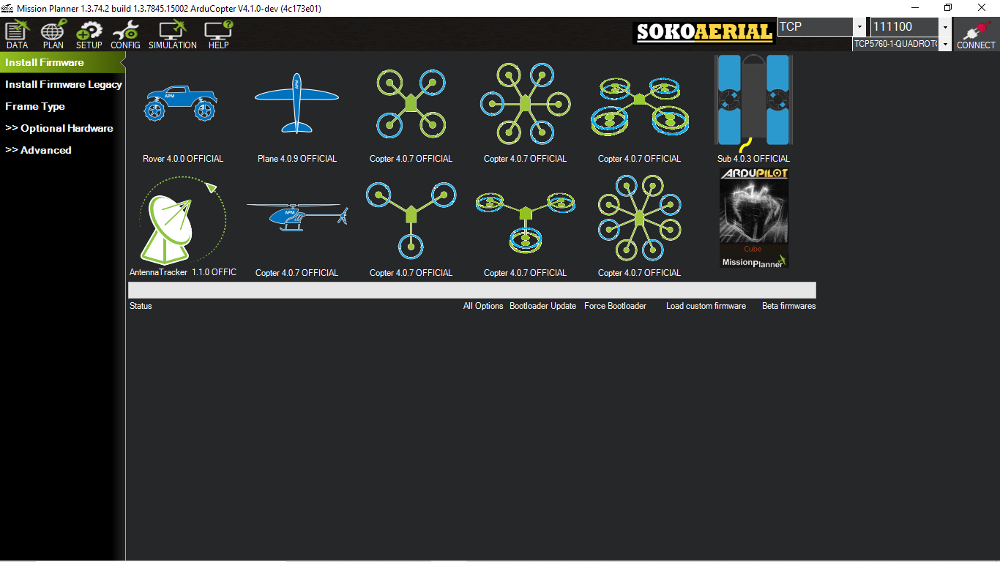 Mission Planner 1.3.74.2 build 1.3.7845.15002 ArduCopter V4.1.0-dev (4c173e01)
DATA PLAN SETUP CONFIG SIMULATION HELP
SOKOAERIAL
TCP 111100
TCP5760-1-QUADROTO
CONNECT
Install Firmware
Install Firmware Legacy
Frame Type
>> Optional Hardware
>> Advanced
APM
APM
Rover 4.0.0 OFFICIAL Plane 4.0.9 OFFICIAL Copter 4.0.7 OFFICIAL Copter 4.0.7 OFFICIAL Copter 4.0.7 OFFICIAL Sub 4.0.3 OFFICIAL
APM
ARDUPILOT
Cube
MissionPlanner
AntennaTracker 1.1.0 OFFIC Copter 4.0.7 OFFICIAL Copter 4.0.7 OFFICIAL Copter 4.0.7 OFFICIAL Copter 4.0.7 OFFICIAL
Status All Options Bootloader Update Force Bootloader Load custom firmware Beta firmwares